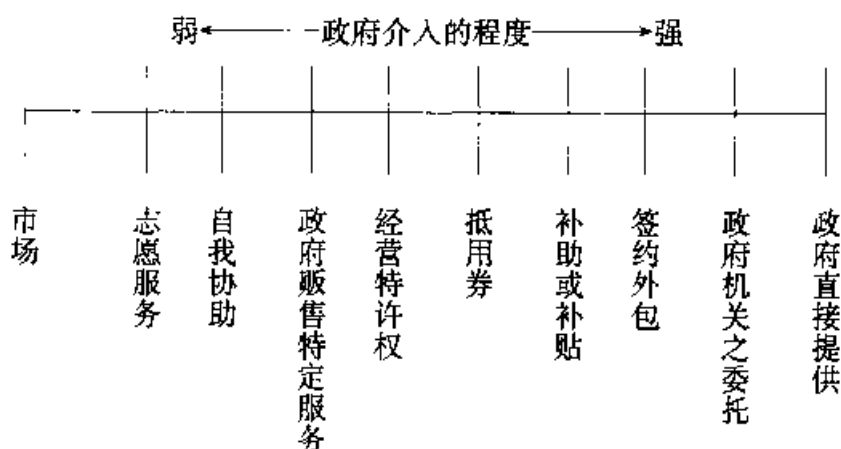 弱 政府介入的程度 强
市场
志愿服务
自我协助
政府贩售特定服务
经营特许权
抵用券
补助或补贴
签约外包
政府机关之委托
政府直接提供